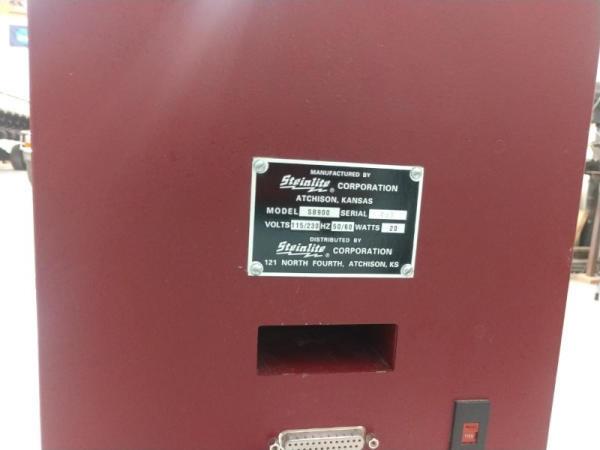 MANUFACTURED BY
Steinlite ® CORPORATION
ATCHISON, KANSAS
MODEL SB900 SERIAL
VOLTS 115/230 HZ 50/60 WATTS 20
DISTRIBUTED BY
Steinlite ® CORPORATION
121 NORTH FOURTH, ATCHISON, KS